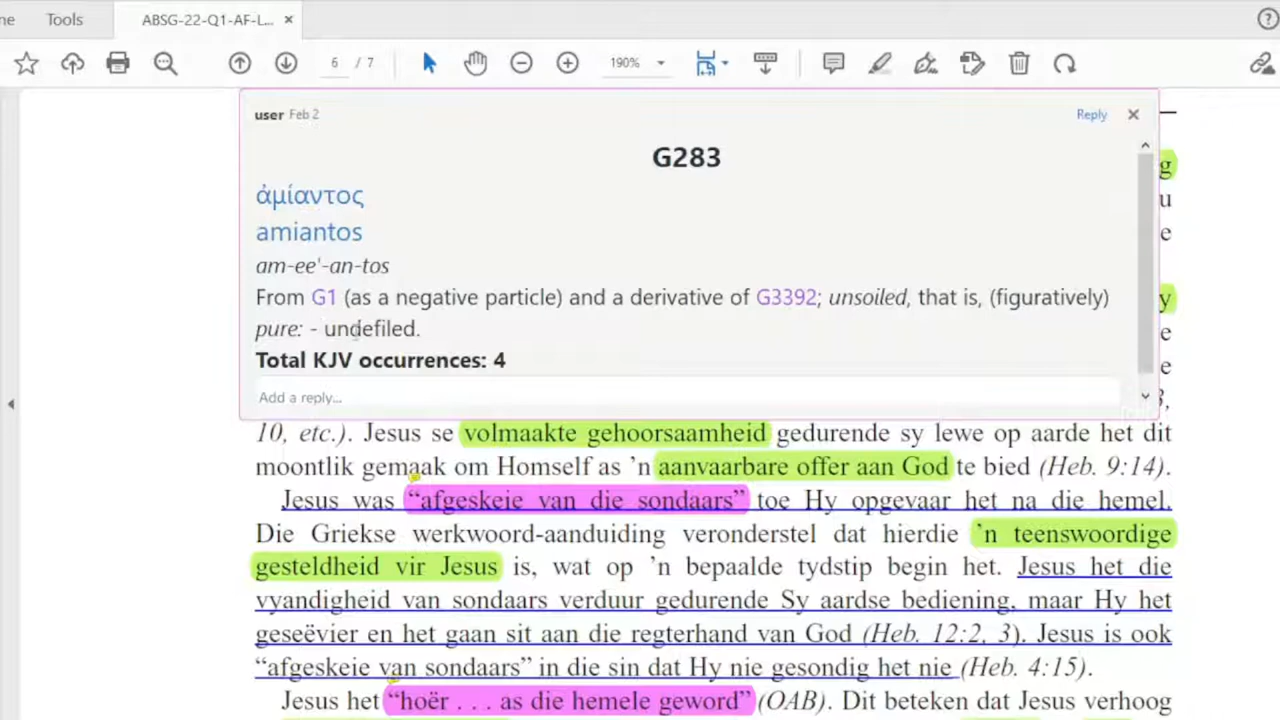 ne Tools ABSG-22-Q1-AF-L...
6 / 7 190%
user Feb 2 Reply
G283
g
ἀμίαντος
u
amiantos
e
am-ee'-an-tos
From G1 (as a negative particle) and a derivative of G3392; unsoiled, that is, (figuratively)
y
pure: - undefiled.
e
Total KJV occurrences: 4
e
Add a reply...
10, etc.). Jesus se volmaakte gehoorsaamheid gedurende sy lewe op aarde het dit
moontlik gemaak om Homself as ’n aanvaarbare offer aan God te bied (Heb. 9:14).
Jesus was “afgeskeie van die sondaars” toe Hy opgevaar het na die hemel.
Die Griekse werkwoord-aanduiding veronderstel dat hierdie ’n teenswoordige
gesteldheid vir Jesus is, wat op ’n bepaalde tydstip begin het. Jesus het die
vyandigheid van sondaars verduur gedurende Sy aardse bediening, maar Hy het
geseëvier en het gaan sit aan die regterhand van God (Heb. 12:2, 3). Jesus is ook
“afgeskeie van sondaars” in die sin dat Hy nie gesondig het nie (Heb. 4:15).
Jesus het “hoër . . . as die hemele geword” (OAB). Dit beteken dat Jesus verhoog